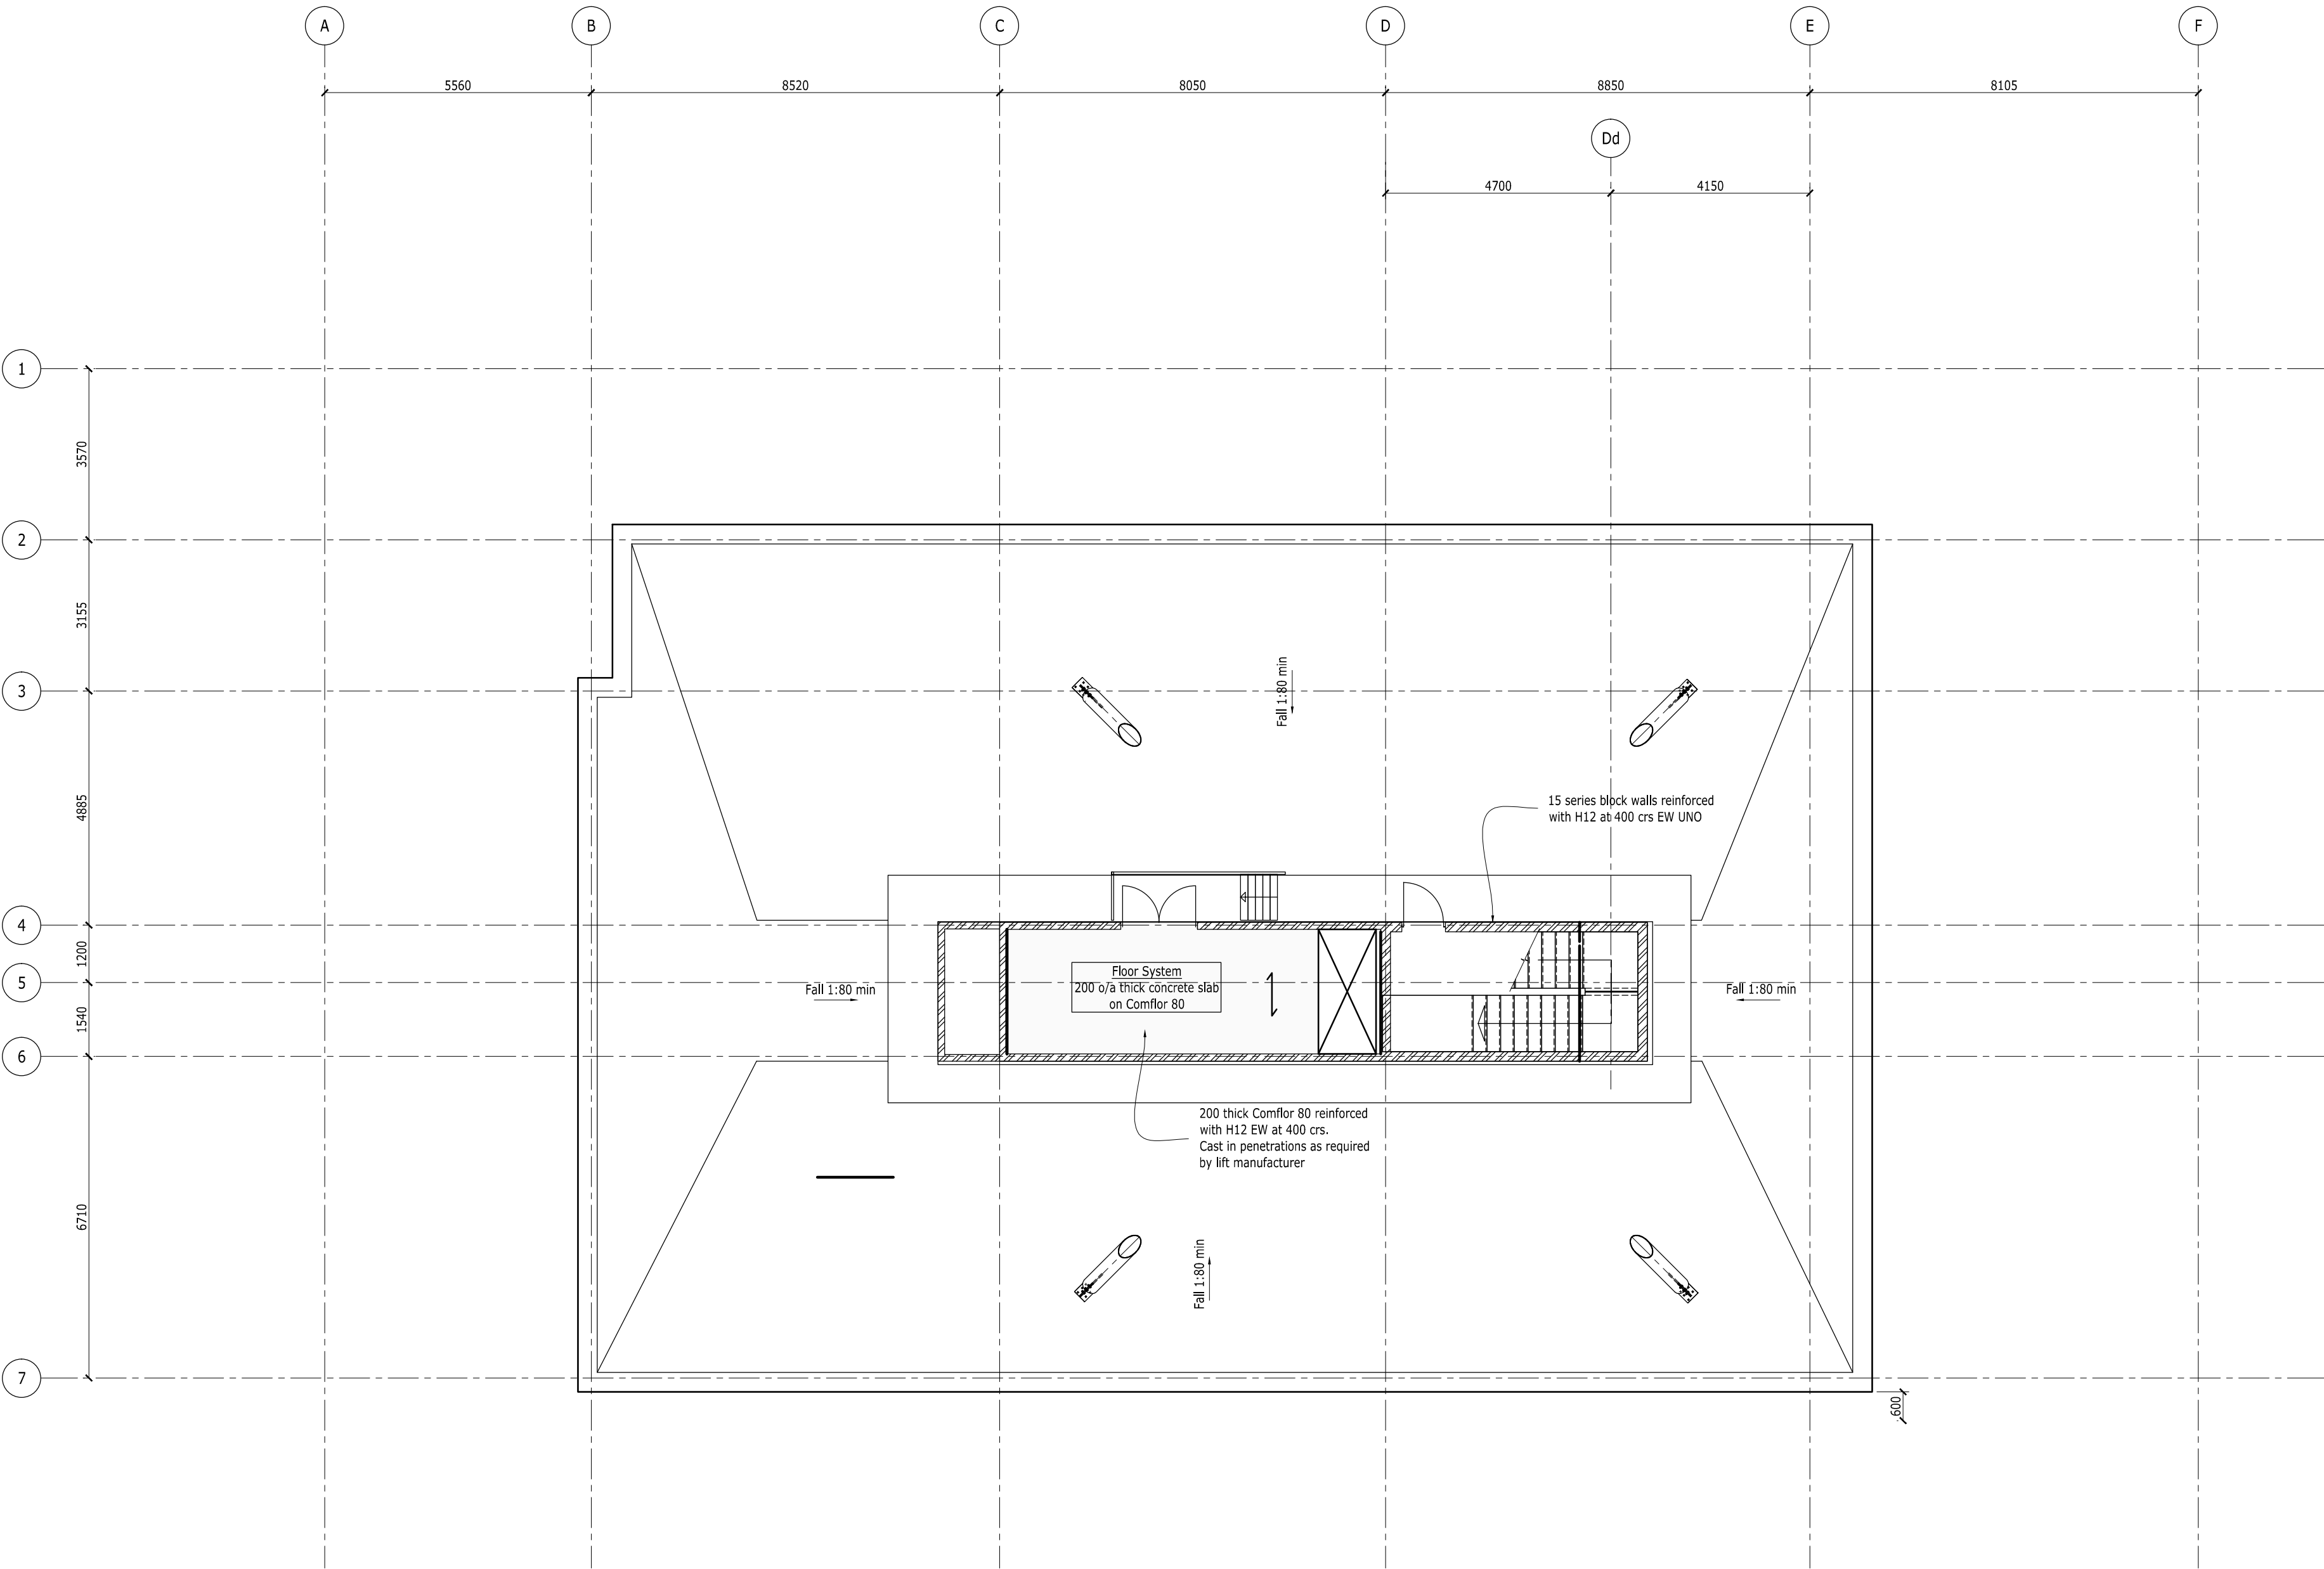 A
B
C
D
E
F
5560
8520
8050
8850
8105
Dd
4700
4150
1
3570
2
3155
3
Fall 1:80 min
4885
15 series block walls reinforced
with H12 at 400 crs EW UNO
4
1200
Floor System
200 o/a thick concrete slab
on Comflor 80
5
Fall 1:80 min
Fall 1:80 min
1540
6
200 thick Comflor 80 reinforced
with H12 EW at 400 crs.
Cast in penetrations as required
by lift manufacturer
6710
Fall 1:80 min
7
600